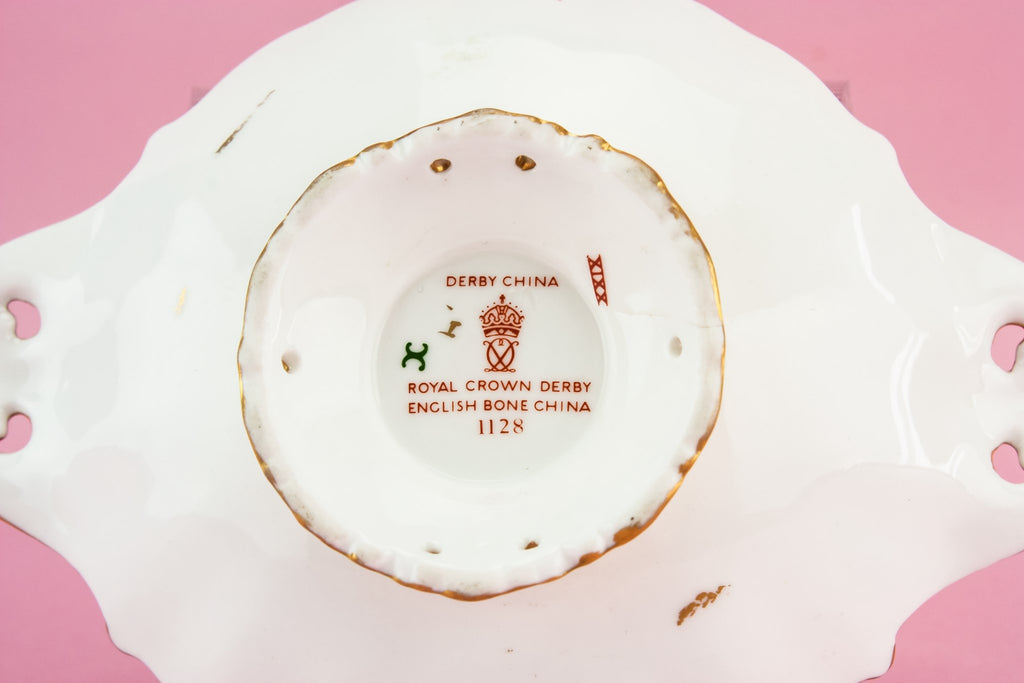 DERBY CHINA
ROYAL CROWN DERBY
ENGLISH BONE CHINA
1128